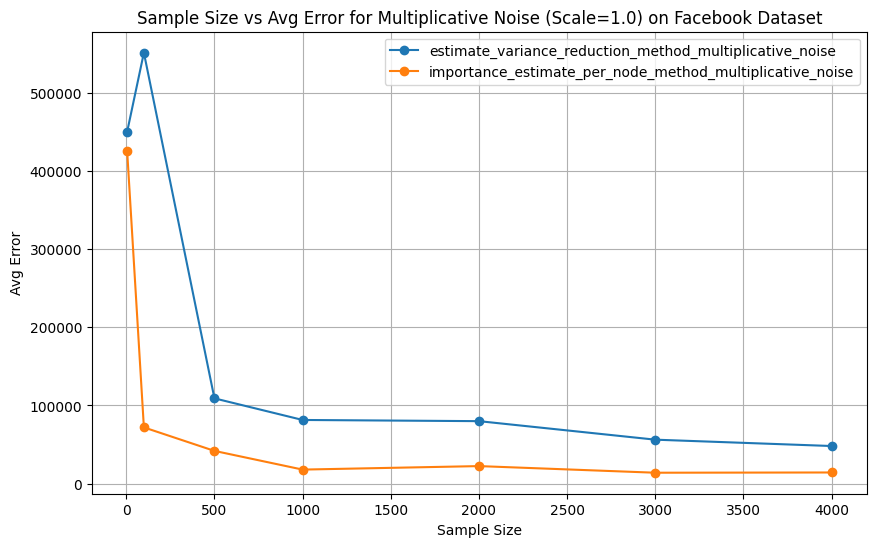 Sample Size vs Avg Error for Multiplicative Noise (Scale=1.0) on Facebook Dataset
estimate_variance_reduction_method_multiplicative_noise
importance_estimate_per_node_method_multiplicative_noise
Avg Error
500000
400000
300000
200000
100000
0
0 500 1000 1500 2000 2500 3000 3500 4000
Sample Size